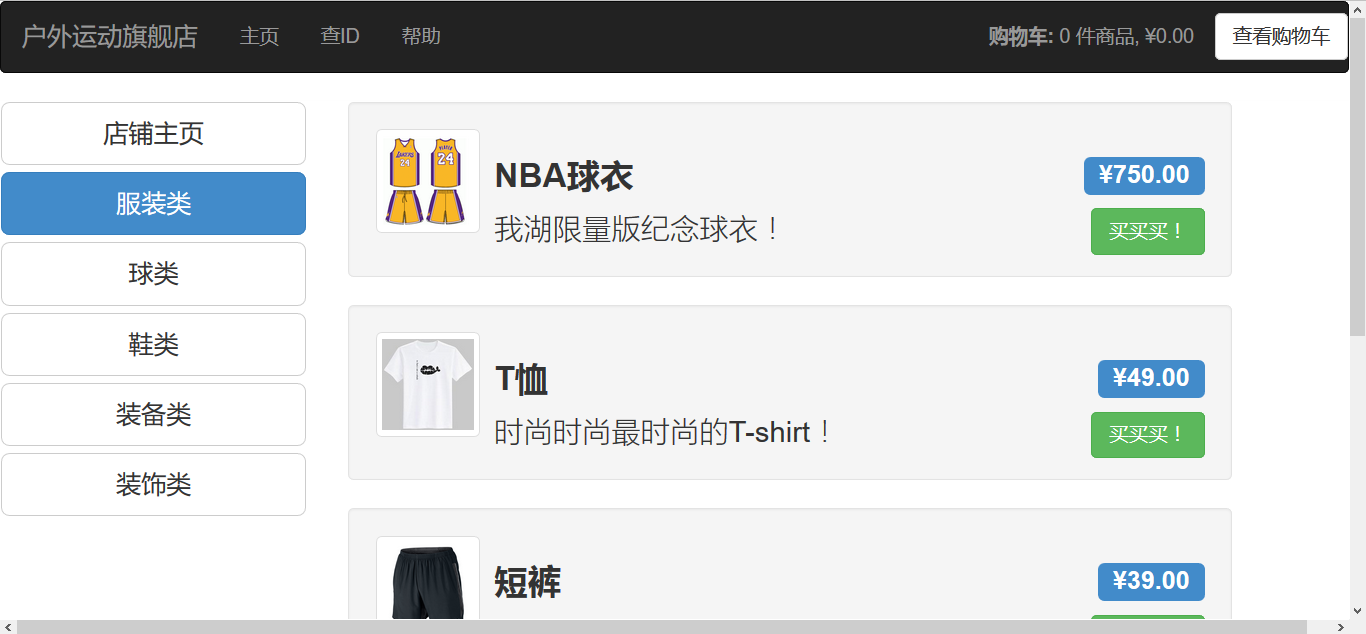 户外运动旗舰店 主页 查ID 帮助 购物车: 0 件商品, ¥0.00 查看购物车
店铺主页
服装类
球类
鞋类
装备类
装饰类
LAKERS
24
24
NBA球衣
¥750.00
我湖限量版纪念球衣！
买买买！
T恤
¥49.00
时尚时尚最时尚的T-shirt！
买买买！
短裤
¥39.00